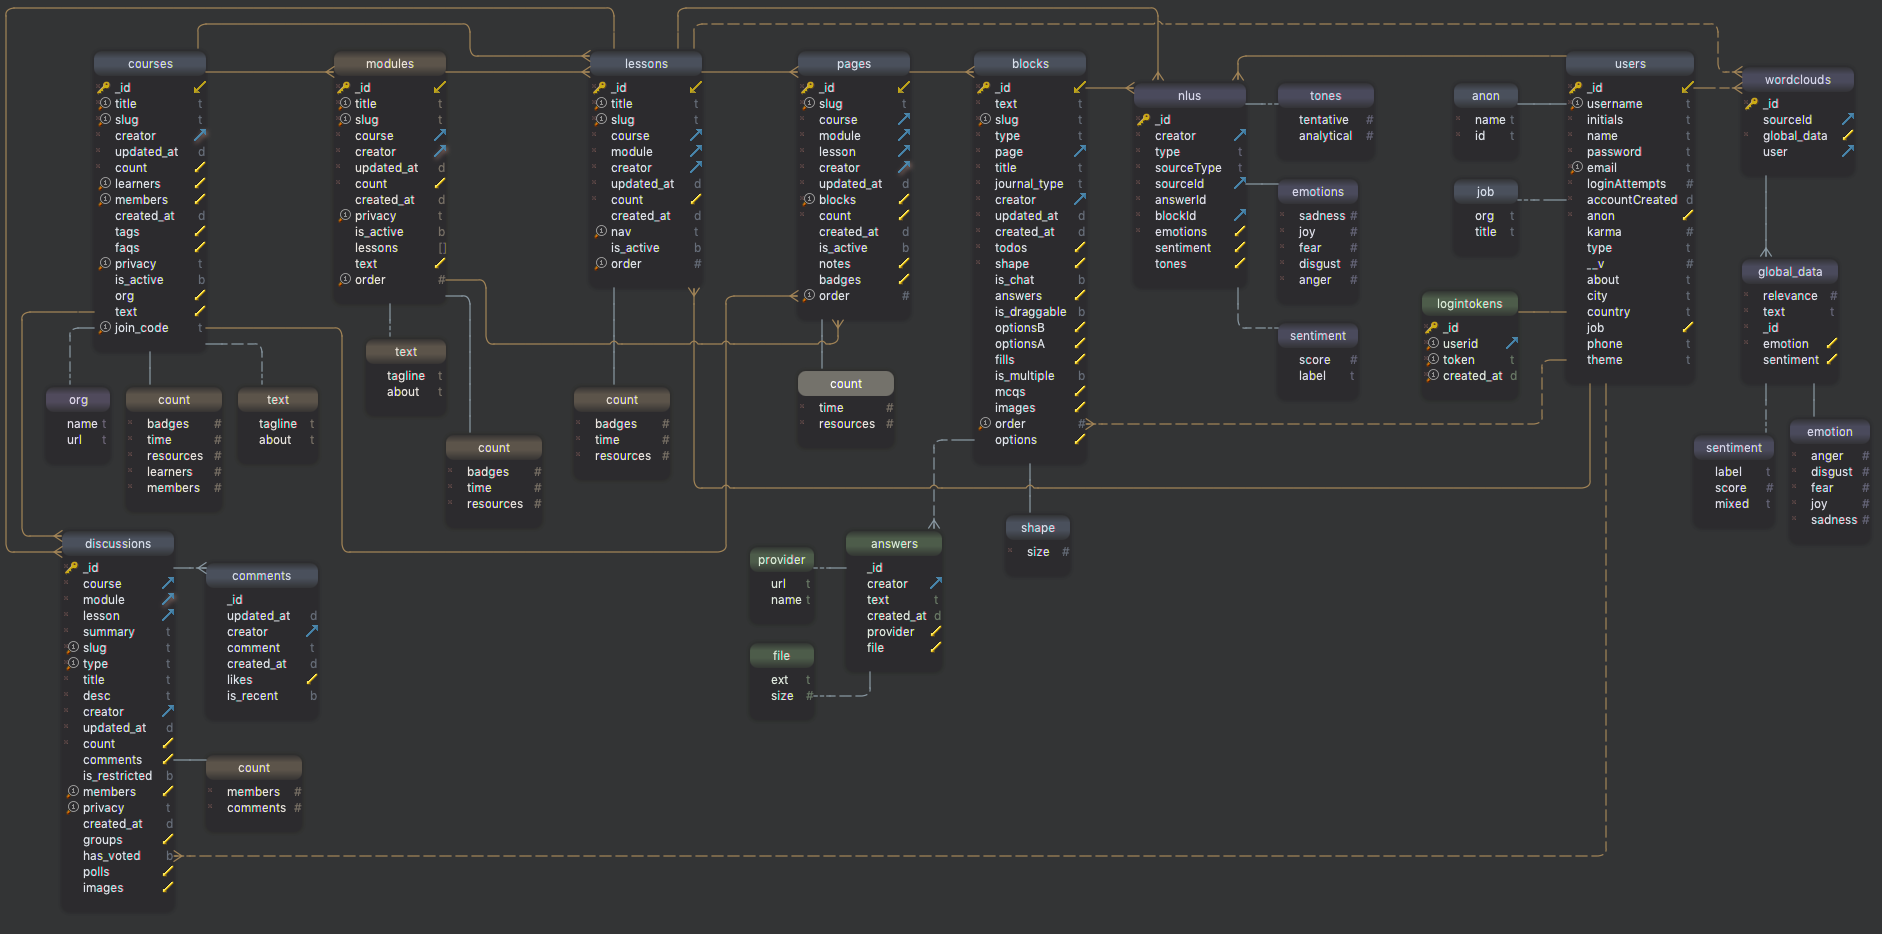 courses
_id
title t
slug t
creator
updated_at d
count
learners
members
created_at d
tags
faqs
privacy t
is_active b
org
text
join_code t
modules
_id
title t
slug t
course
creator
updated_at d
count
created_at d
privacy t
is_active b
lessons []
text
order #
lessons
_id
title t
slug t
course
module
creator
updated_at d
count
created_at d
nav t
is_active b
order #
pages
_id
slug t
course
module
lesson
creator
updated_at d
blocks
count
created_at d
is_active b
notes
badges
order #
blocks
_id
text t
slug t
type t
page
title t
journal_type t
creator
updated_at d
created_at d
todos
shape
is_chat b
answers
is_draggable b
optionsB
optionsA
fills
is_multiple b
mcqs
images
order #
options
nlus
_id
creator
type t
sourceType t
sourceId
answerId
blockId
emotions
sentiment
tones
tones
tentative #
analytical #
emotions
sadness #
joy #
fear #
disgust #
anger #
sentiment
score #
label t
anon
name t
id t
job
org t
title t
logintokens
_id
userid
token t
created_at d
users
_id
username t
initials t
name t
password t
email t
loginAttempts #
accountCreated d
anon
karma #
type t
__v #
about t
city t
country t
job
phone t
theme t
wordclouds
_id
sourceId
global_data
user
global_data
relevance #
text t
_id
emotion
sentiment
sentiment
label t
score #
mixed t
emotion
anger #
disgust #
fear #
joy #
sadness #
org
name t
url t
count
badges #
time #
resources #
learners #
members #
text
tagline t
about t
text
tagline t
about t
count
badges #
time #
resources #
count
badges #
time #
resources #
count
time #
resources #
shape
size #
answers
_id
creator
text t
created_at d
provider
file
provider
url t
name t
file
ext t
size #
discussions
_id
course
module
lesson
summary t
slug t
type t
title t
desc t
creator
updated_at d
count
comments
is_restricted b
members
privacy t
created_at d
groups
has_voted b
polls
images
comments
_id
updated_at d
creator
comment t
created_at d
likes
is_recent b
count
members #
comments #